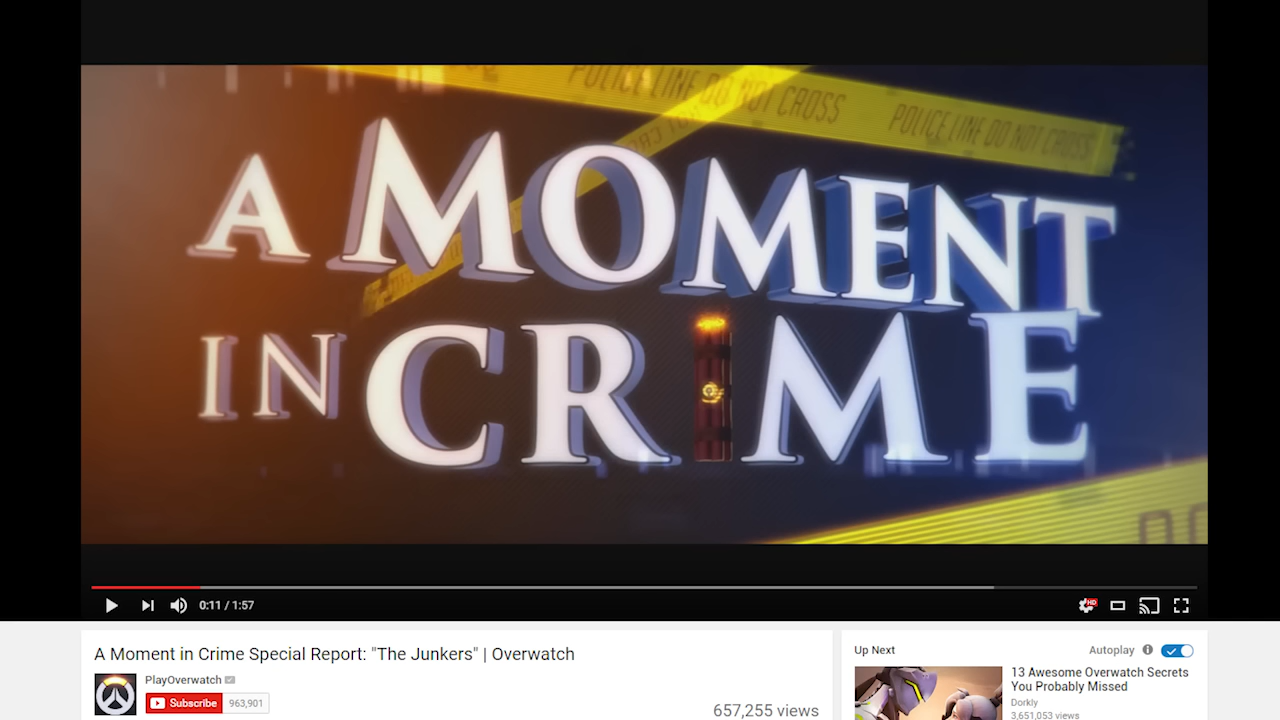 POLICE LINE DO NOT CROSS
POLICE LINE DO NOT CROSS
A MOMENT
IN CRIME
0:11 / 1:57
HD
A Moment in Crime Special Report: "The Junkers" | Overwatch
PlayOverwatch
Subscribe 963,901
657,255 views
Up Next
Autoplay
13 Awesome Overwatch Secrets
You Probably Missed
Dorkly
3,651,053 views